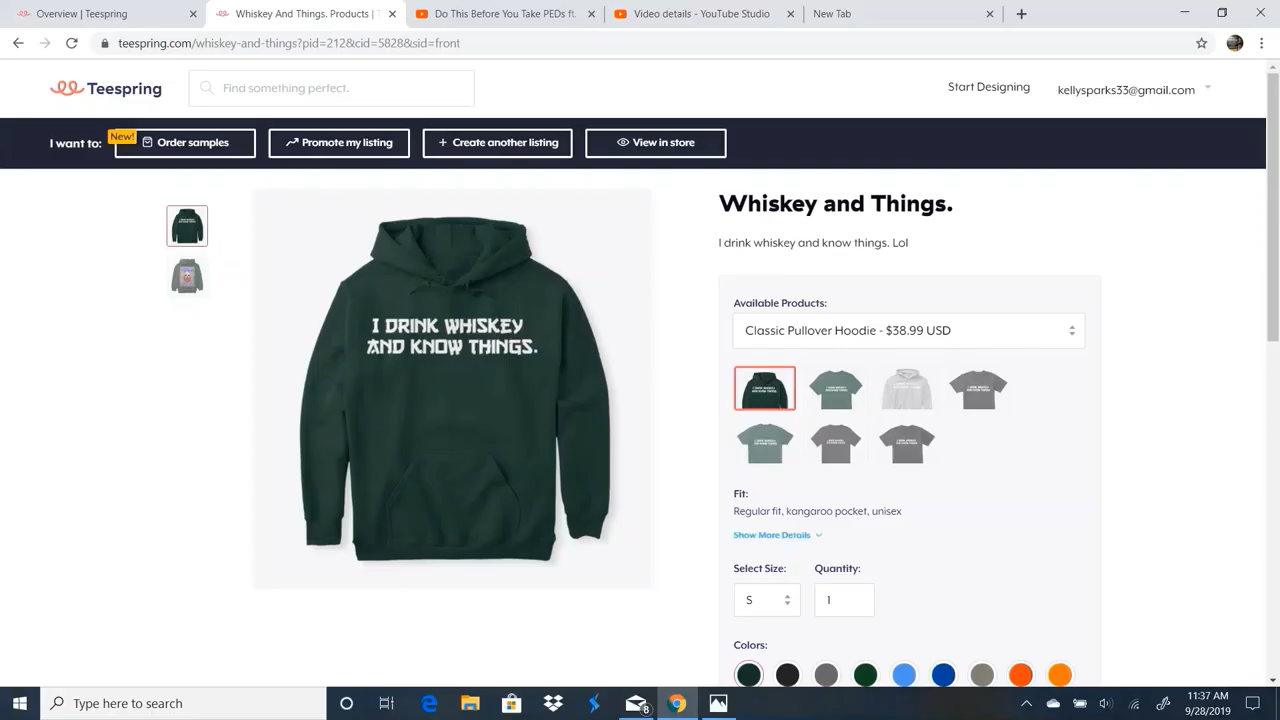 Overview | Teespring
Whiskey And Things. Products | T
Do This Before You Take PEDs ft.
Video details - YouTube Studio
New Tab
teespring.com/whiskey-and-things?pid=212&cid=5828&sid=front
Teespring
Find something perfect.
Start Designing
kellysparks33@gmail.com
I want to:
New!
Order samples
Promote my listing
Create another listing
View in store
Whiskey and Things.
I drink whiskey and know things. Lol
I DRINK WHISKEY
AND KNOW THINGS.
Available Products:
Classic Pullover Hoodie - $38.99 USD
Fit:
Regular fit, kangaroo pocket, unisex
Show More Details
Select Size:
Quantity:
S
1
Colors:
Type here to search
8
11:37 AM
9/28/2019